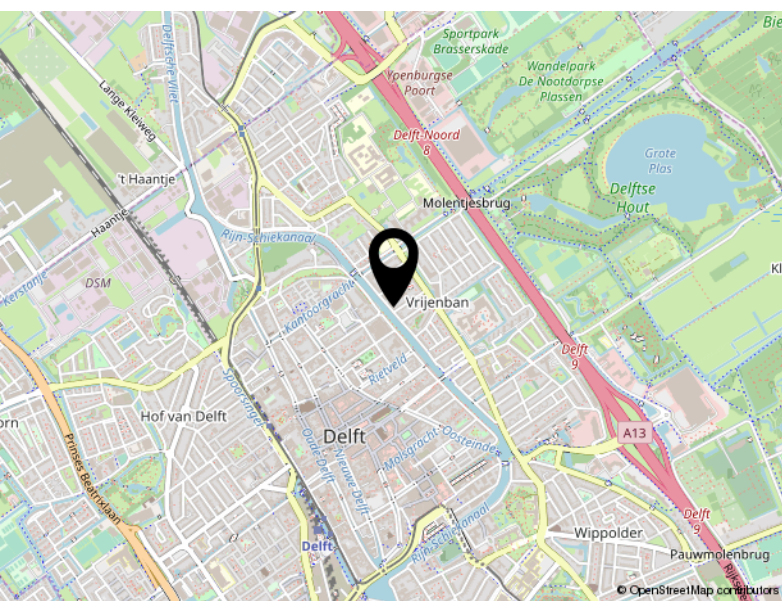 Delftsche Vliet
Lange Kleiweg
Sportpark
Brasserskade
Ypenburgse
Poort
Wandelpark
De Nootdorpse
Plassen
Bie
Delft-Noord
8
Grote
Plas
Delftse
Hout
't Haantje
Haantje
Molentjesbrug
Rijn-Schiekanaal
Kerstanje
DSM
Kl
Kantoorgracht
Vrijenban
Delft
9
Rietveld
Spoorsingel
orn
Hof van Delft
Prinses Beatrixlaan
Delft
Oude Delft
Nieuwe Delft
Molsgracht
Oosteinde
A13
Delft
9
Wippolder
Delft
Rijn-Schiekanaal
Pauwmolenbrug
© OpenStreetMap contributors